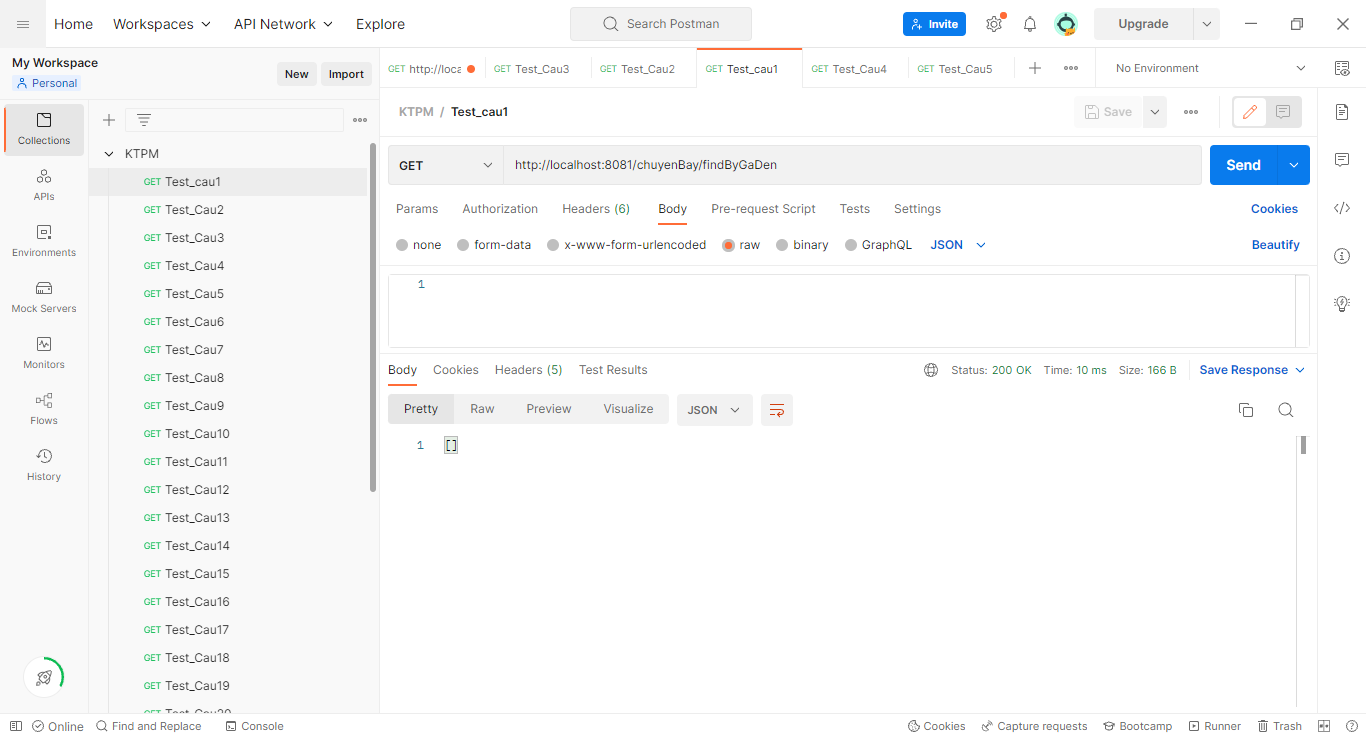 Home Workspaces API Network Explore Search Postman Invite Upgrade
My Workspace New Import
Personal
GET http://loca GET Test_Cau3 GET Test_Cau2 GET Test_cau1 GET Test_Cau4 GET Test_Cau5 No Environment
Collections
APIs
Environments
Mock Servers
Monitors
Flows
History
KTPM
GET Test_cau1
GET Test_Cau2
GET Test_Cau3
GET Test_Cau4
GET Test_Cau5
GET Test_Cau6
GET Test_Cau7
GET Test_Cau8
GET Test_Cau9
GET Test_Cau10
GET Test_Cau11
GET Test_Cau12
GET Test_Cau13
GET Test_Cau14
GET Test_Cau15
GET Test_Cau16
GET Test_Cau17
GET Test_Cau18
GET Test_Cau19
GET Test_Cau20
KTPM / Test_cau1 Save
GET http://localhost:8081/chuyenBay/findByGaDen Send
Params Authorization Headers (6) Body Pre-request Script Tests Settings Cookies
none form-data x-www-form-urlencoded raw binary GraphQL JSON Beautify
1
Body Cookies Headers (5) Test Results Status: 200 OK Time: 10 ms Size: 166 B Save Response
Pretty Raw Preview Visualize JSON
1 []
Online Find and Replace Console Cookies Capture requests Bootcamp Runner Trash